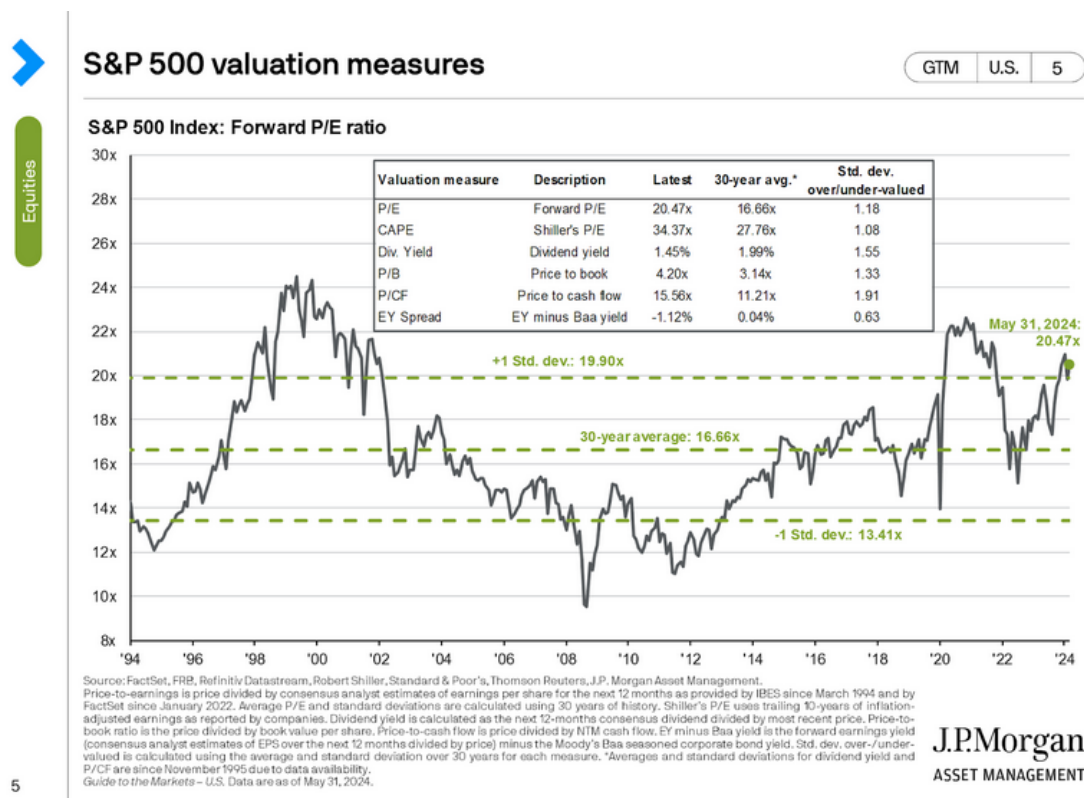 S&P 500 valuation measures
GTM U.S. 5
Equities
S&P 500 Index: Forward P/E ratio
30x
28x
26x
24x
22x
20x
18x
16x
14x
12x
10x
8x
Valuation measure Description Latest 30-year avg.* Std. dev. over/under-valued
P/E Forward P/E 20.47x 16.66x 1.18
CAPE Shiller's P/E 34.37x 27.76x 1.08
Div. Yield Dividend yield 1.45% 1.99% 1.55
P/B Price to book 4.20x 3.14x 1.33
P/CF Price to cash flow 15.56x 11.21x 1.91
EY Spread EY minus Baa yield -1.12% 0.04% 0.63
May 31, 2024:
20.47x
+1 Std. dev.: 19.90x
30-year average: 16.66x
-1 Std. dev.: 13.41x
'94 '96 '98 '00 '02 '04 '06 '08 '10 '12 '14 '16 '18 '20 '22 '24
Source: FactSet, FRB, Refinitiv Datastream, Robert Shiller, Standard & Poor's, Thomson Reuters, J.P. Morgan Asset Management.
Price-to-earnings is price divided by consensus analyst estimates of earnings per share for the next 12 months as provided by IBES since March 1994 and by
FactSet since January 2022. Average P/E and standard deviations are calculated using 30 years of history. Shiller's P/E uses trailing 10-years of inflation-
adjusted earnings as reported by companies. Dividend yield is calculated as the next 12-months consensus dividend divided by most recent price. Price-to-
book ratio is the price divided by book value per share. Price-to-cash flow is price divided by NTM cash flow. EY minus Baa yield is the forward earnings yield
(consensus analyst estimates of EPS over the next 12 months divided by price) minus the Moody's Baa seasoned corporate bond yield. Std. dev. over-/under-
valued is calculated using the average and standard deviation over 30 years for each measure. *Averages and standard deviations for dividend yield and
P/CF are since November 1995 due to data availability.
Guide to the Markets – U.S. Data are as of May 31, 2024.
J.P.Morgan
ASSET MANAGEMENT
5